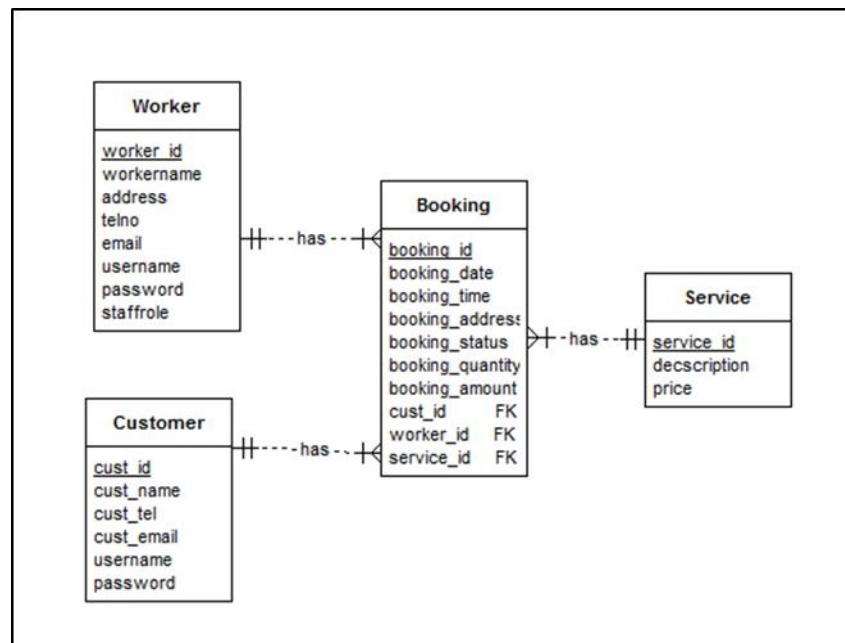 Worker
worker_id
workername
address
telno
email
username
password
staffrole
has
Booking
booking_id
booking_date
booking_time
booking_address
booking_status
booking_quantity
booking_amount
cust_id FK
worker_id FK
service_id FK
has
Service
service_id
decscription
price
Customer
cust_id
cust_name
cust_tel
cust_email
username
password
has